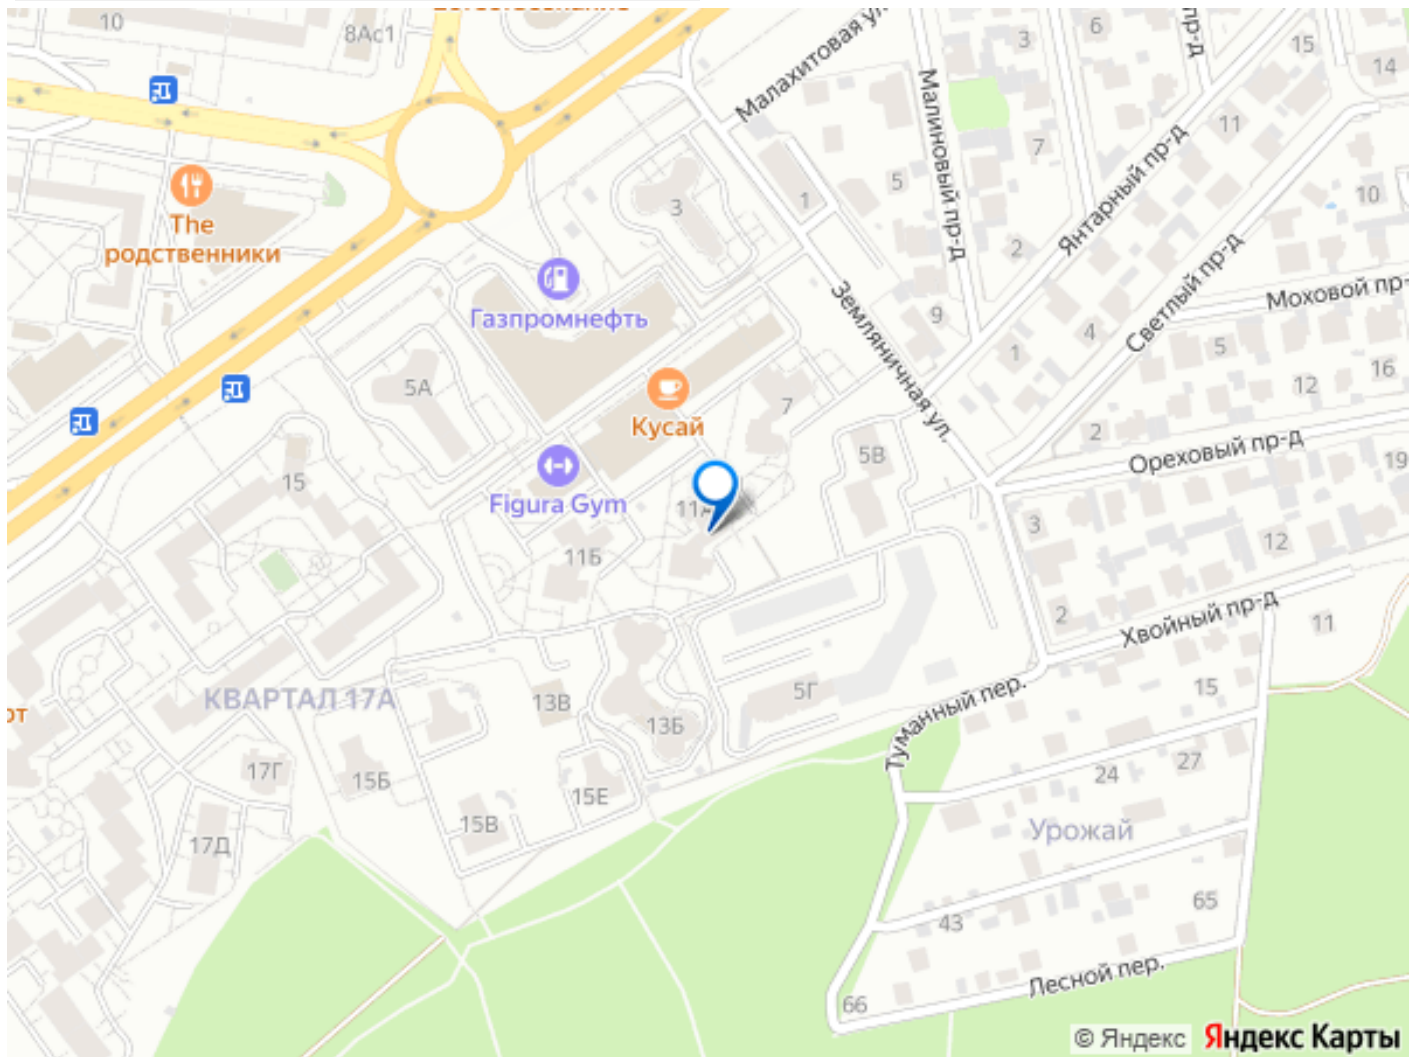 10
8Ас1
Малахитовая ул.
Малиновый пр-д
3
6
пр-д
15
14
11
7
5
1
3
10
2
Янтарный пр-д
Светлый пр-д
Моховой пр-
The
родственники
Газпромнефть
9
Земляничная ул.
4
1
5
16
12
5А
Кусай
7
2
Ореховый пр-д
5В
19
15
Figura Gym
11А
3
11Б
12
2
Хвойный пр-д
11
КВАРТАЛ 17А
13В
5Г
15
Туманный пер.
рт
13Б
17Г
15Б
27
24
15Е
15В
Урожай
17Д
65
43
Лесной пер.
66
© Яндекс Яндекс Карты